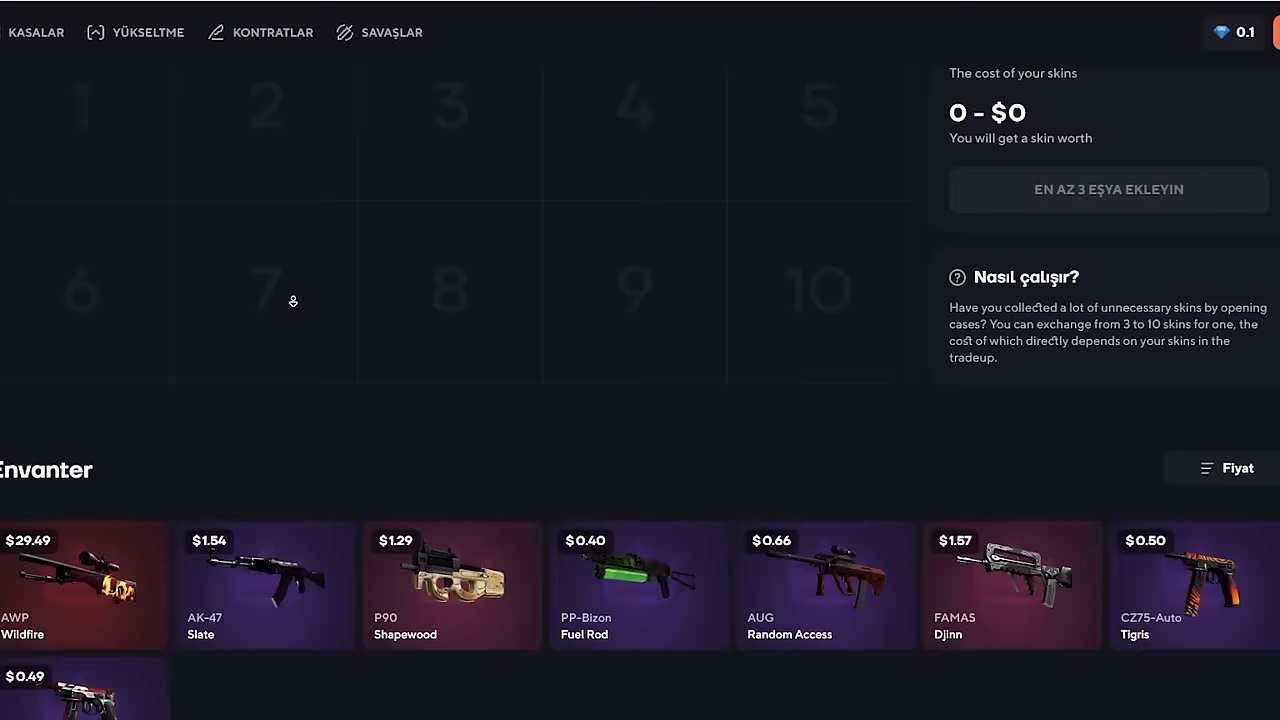 KASALAR
YÜKSELTME
KONTRATLAR
SAVAŞLAR
0.1
1
2
3
4
5
6
7
8
9
10
The cost of your skins
0 - $0
You will get a skin worth
EN AZ 3 EŞYA EKLEYIN
Nasıl çalışır?
Have you collected a lot of unnecessary skins by opening
cases? You can exchange from 3 to 10 skins for one, the
cost of which directly depends on your skins in the
tradeup.
Envanter
Fiyat
$29.49
AWP
Wildfire
$1.54
AK-47
Slate
$1.29
P90
Shapewood
$0.40
PP-Bizon
Fuel Rod
$0.66
AUG
Random Access
$1.57
FAMAS
Djinn
$0.50
CZ75-Auto
Tigris
$0.49